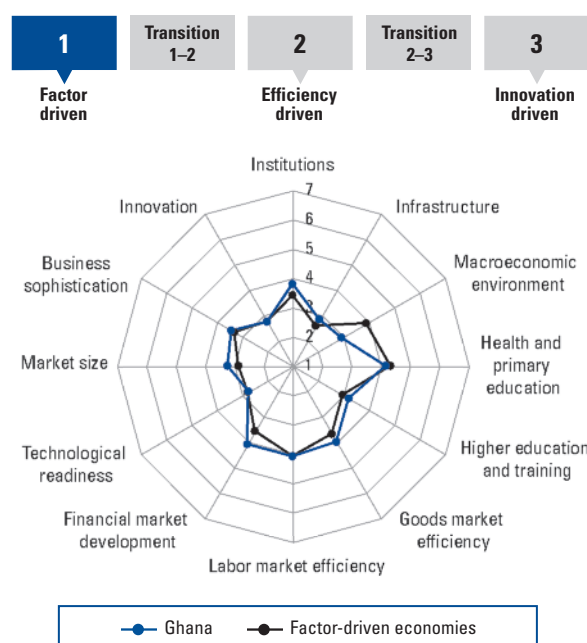 1
Transition
1–2
2
Transition
2–3
3
Factor
driven
Efficiency
driven
Innovation
driven
Institutions
7
Innovation
Infrastructure
6
5
Business
sophistication
Macroeconomic
environment
4
3
2
Market size
1
Health and
primary
education
Technological
readiness
Higher education
and training
Financial market
development
Goods market
efficiency
Labor market efficiency
Ghana
Factor-driven economies